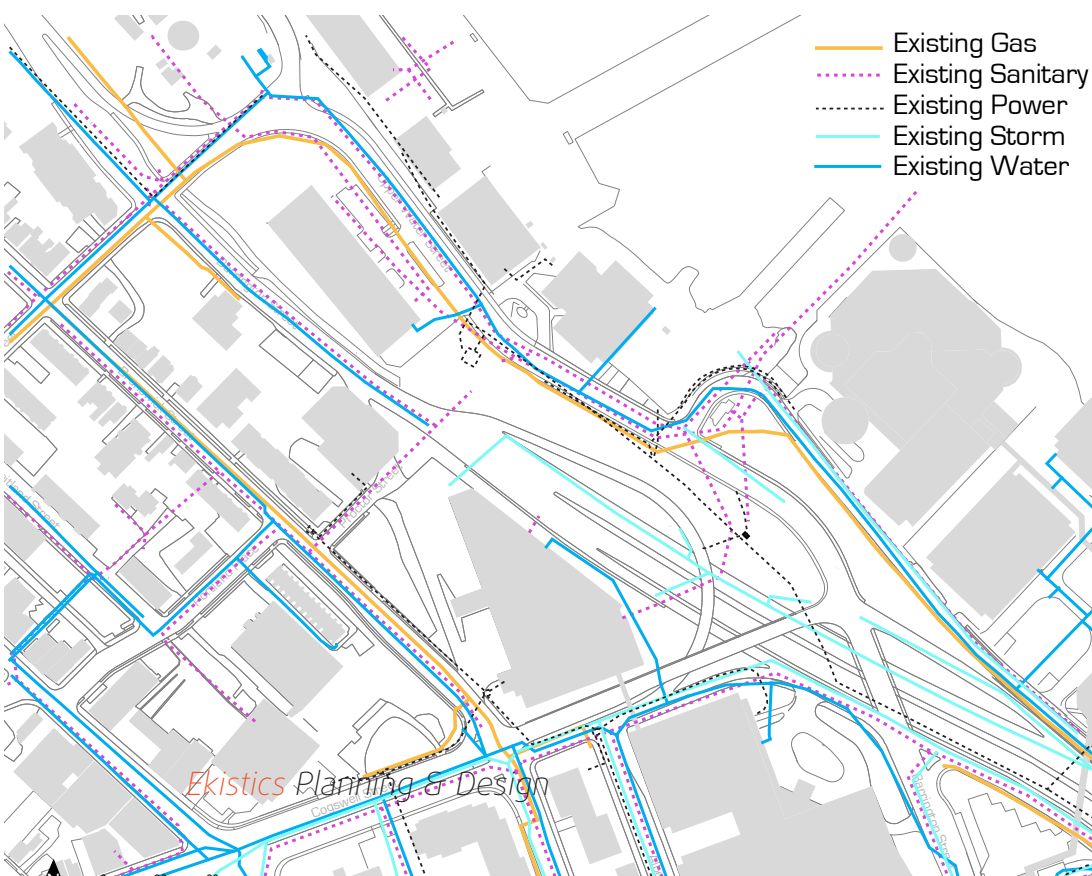 Existing Gas
Existing Sanitary
Existing Power
Existing Storm
Existing Water
Ekistics Planning & Design
Cogswell